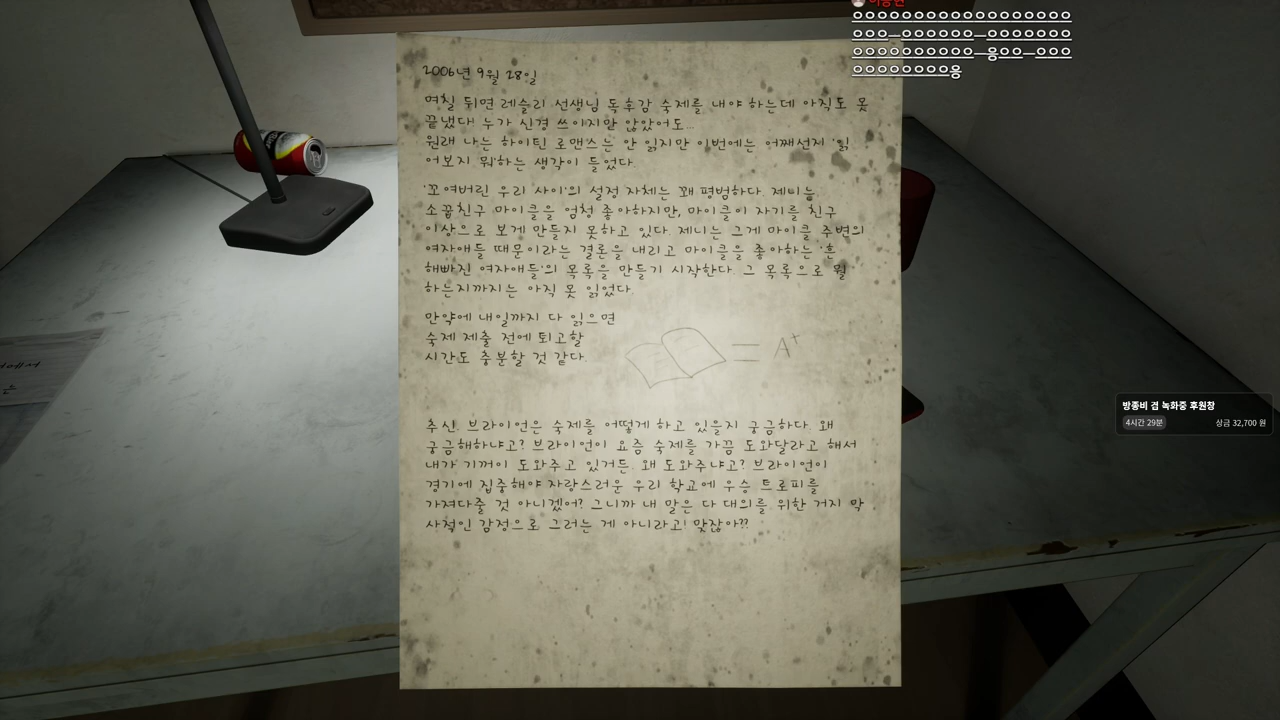 2006년 9월 28일
며칠 뒤면 레슬리 선생님 독후감 숙제를 내야 하는데 아직도 못
끝냈다! 누가 신경 쓰이지만 않았어도...
원래 나는 하이틴 로맨스는 안 읽지만 이번에는 어째선지 '읽
어보지 뭐'하는 생각이 들었다.
'꼬여버린 우리 사이'의 설정 자체는 꽤 평범하다. 제니는
소꿉친구 마이클을 엄청 좋아하지만, 마이클이 자기를 친구
이상으로 보게 만들지 못하고 있다. 제니는 그게 마이클 주변의
여자애들 때문이라는 결론을 내리고 마이클을 좋아하는 '흔
해빠진 여자애들'의 목록을 만들기 시작한다. 그 목록으로 뭘
하는지까지는 아직 못 읽었다.
만약에 내일까지 다 읽으면
숙제 제출 전에 퇴고할
시간도 충분할 것 같다.
= A+
추신. 브라이언은 숙제를 어떻게 하고 있을지 궁금하다. 왜
궁금해하냐고? 브라이언이 요즘 숙제를 가끔 도와달라고 해서
내가 기꺼이 도와주고 있거든. 왜 도와주냐고? 브라이언이
경기에 집중해야 자랑스러운 우리 학교에 우승 트로피를
가져다줄 것 아니겠어? 그니까 내 말은 다 대의를 위한 거지 막
사적인 감정으로 그러는 게 아니라고! 맞잖아??
방종비 겸 녹화중 후원창
4시간 29분
상금 32,700 원